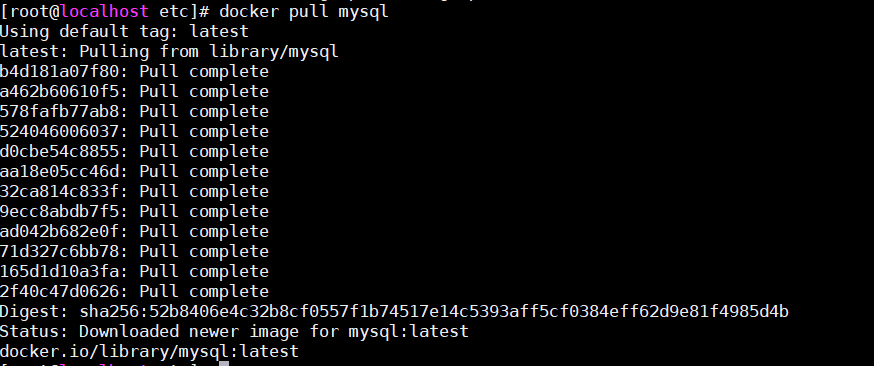 [root@localhost etc]# docker pull mysql
Using default tag: latest
latest: Pulling from library/mysql
b4d181a07f80: Pull complete
a462b60610f5: Pull complete
578fafb77ab8: Pull complete
524046006037: Pull complete
d0cbe54c8855: Pull complete
aa18e05cc46d: Pull complete
32ca814c833f: Pull complete
9ecc8abdb7f5: Pull complete
ad042b682e0f: Pull complete
71d327c6bb78: Pull complete
165d1d10a3fa: Pull complete
2f40c47d0626: Pull complete
Digest: sha256:52b8406e4c32b8cf0557f1b74517e14c5393aff5cf0384eff62d9e81f4985d4b
Status: Downloaded newer image for mysql:latest
docker.io/library/mysql:latest